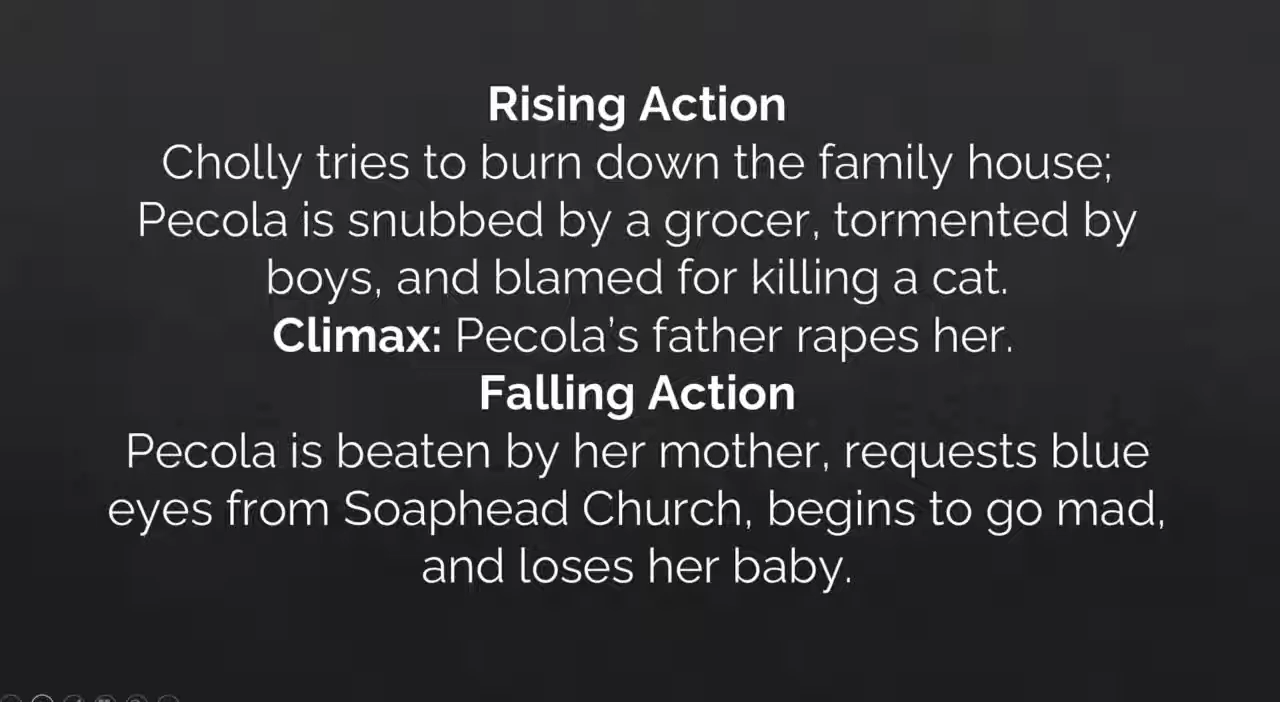 Rising Action
Cholly tries to burn down the family house;
Pecola is snubbed by a grocer, tormented by
boys, and blamed for killing a cat.
Climax: Pecola’s father rapes her.
Falling Action
Pecola is beaten by her mother, requests blue
eyes from Soaphead Church, begins to go mad,
and loses her baby.